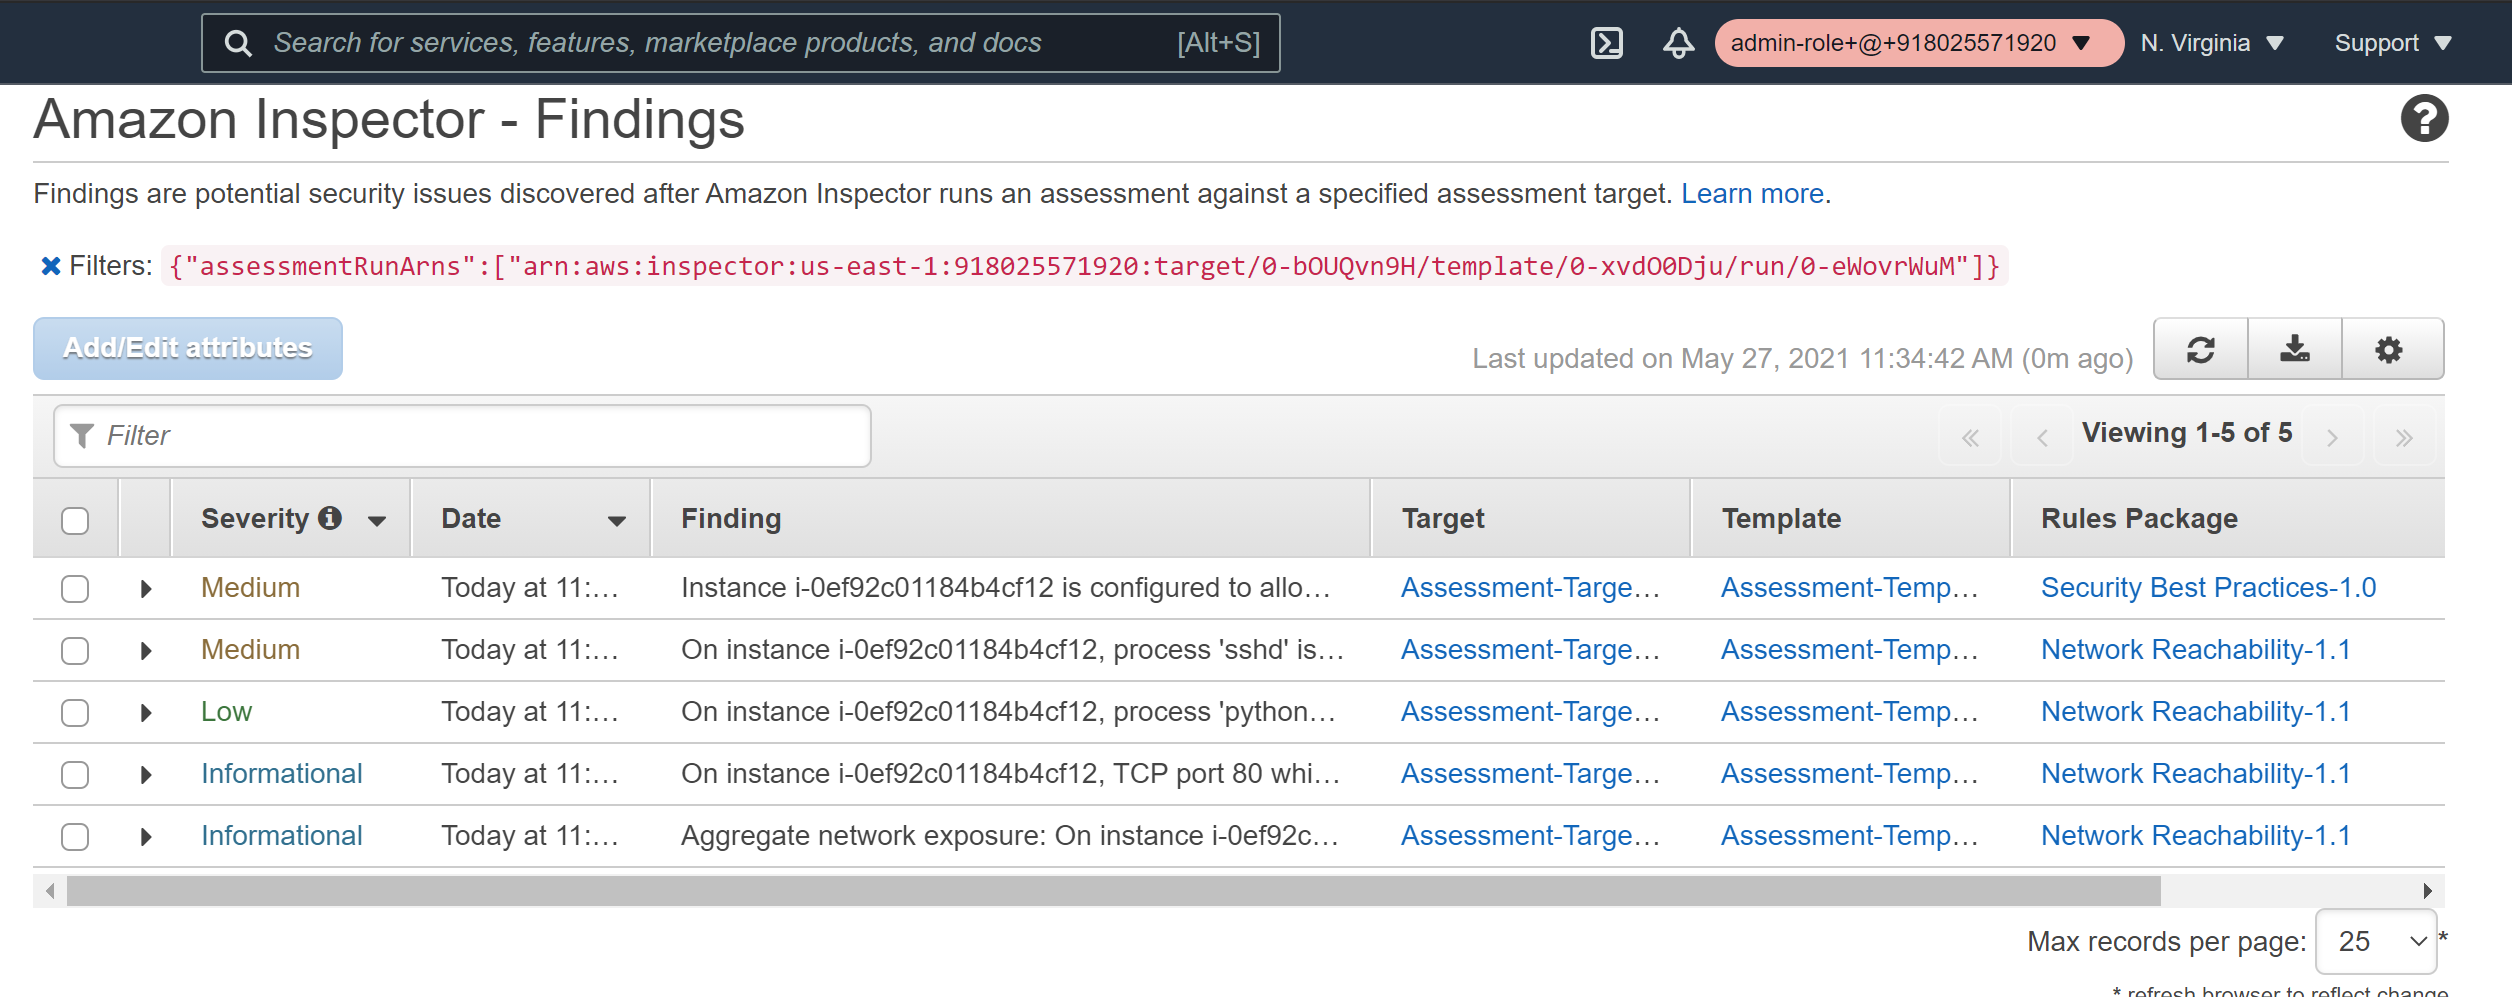 Search for services, features, marketplace products, and docs [Alt+S] admin-role+@+918025571920 N. Virginia Support
Amazon Inspector - Findings
Findings are potential security issues discovered after Amazon Inspector runs an assessment against a specified assessment target. Learn more.
Filters: {"assessmentRunArns":["arn:aws:inspector:us-east-1:918025571920:target/0-bOUQvn9H/template/0-xvdO0Dju/run/0-eWovrWuM"]}
Add/Edit attributes Last updated on May 27, 2021 11:34:42 AM (0m ago)
Filter « ‹ Viewing 1-5 of 5 › »
Severity Date Finding Target Template Rules Package
Medium Today at 11:… Instance i-0ef92c01184b4cf12 is configured to allo… Assessment-Targe… Assessment-Temp… Security Best Practices-1.0
Medium Today at 11:… On instance i-0ef92c01184b4cf12, process 'sshd' is… Assessment-Targe… Assessment-Temp… Network Reachability-1.1
Low Today at 11:… On instance i-0ef92c01184b4cf12, process 'python… Assessment-Targe… Assessment-Temp… Network Reachability-1.1
Informational Today at 11:… On instance i-0ef92c01184b4cf12, TCP port 80 whi… Assessment-Targe… Assessment-Temp… Network Reachability-1.1
Informational Today at 11:… Aggregate network exposure: On instance i-0ef92c… Assessment-Targe… Assessment-Temp… Network Reachability-1.1
Max records per page: 25 *
* refresh browser to reflect change